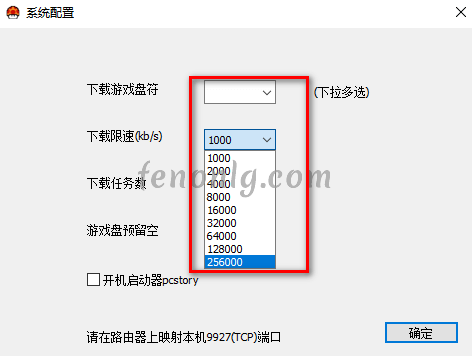 系统配置
下载游戏盘符
(下拉多选)
下载限速(kb/s)
1000
1000
2000
4000
8000
16000
32000
64000
128000
256000
下载任务数
fenonlg.com
游戏盘预留空
开机启动器pcstory
确定
请在路由器上映射本机9927(TCP)端口